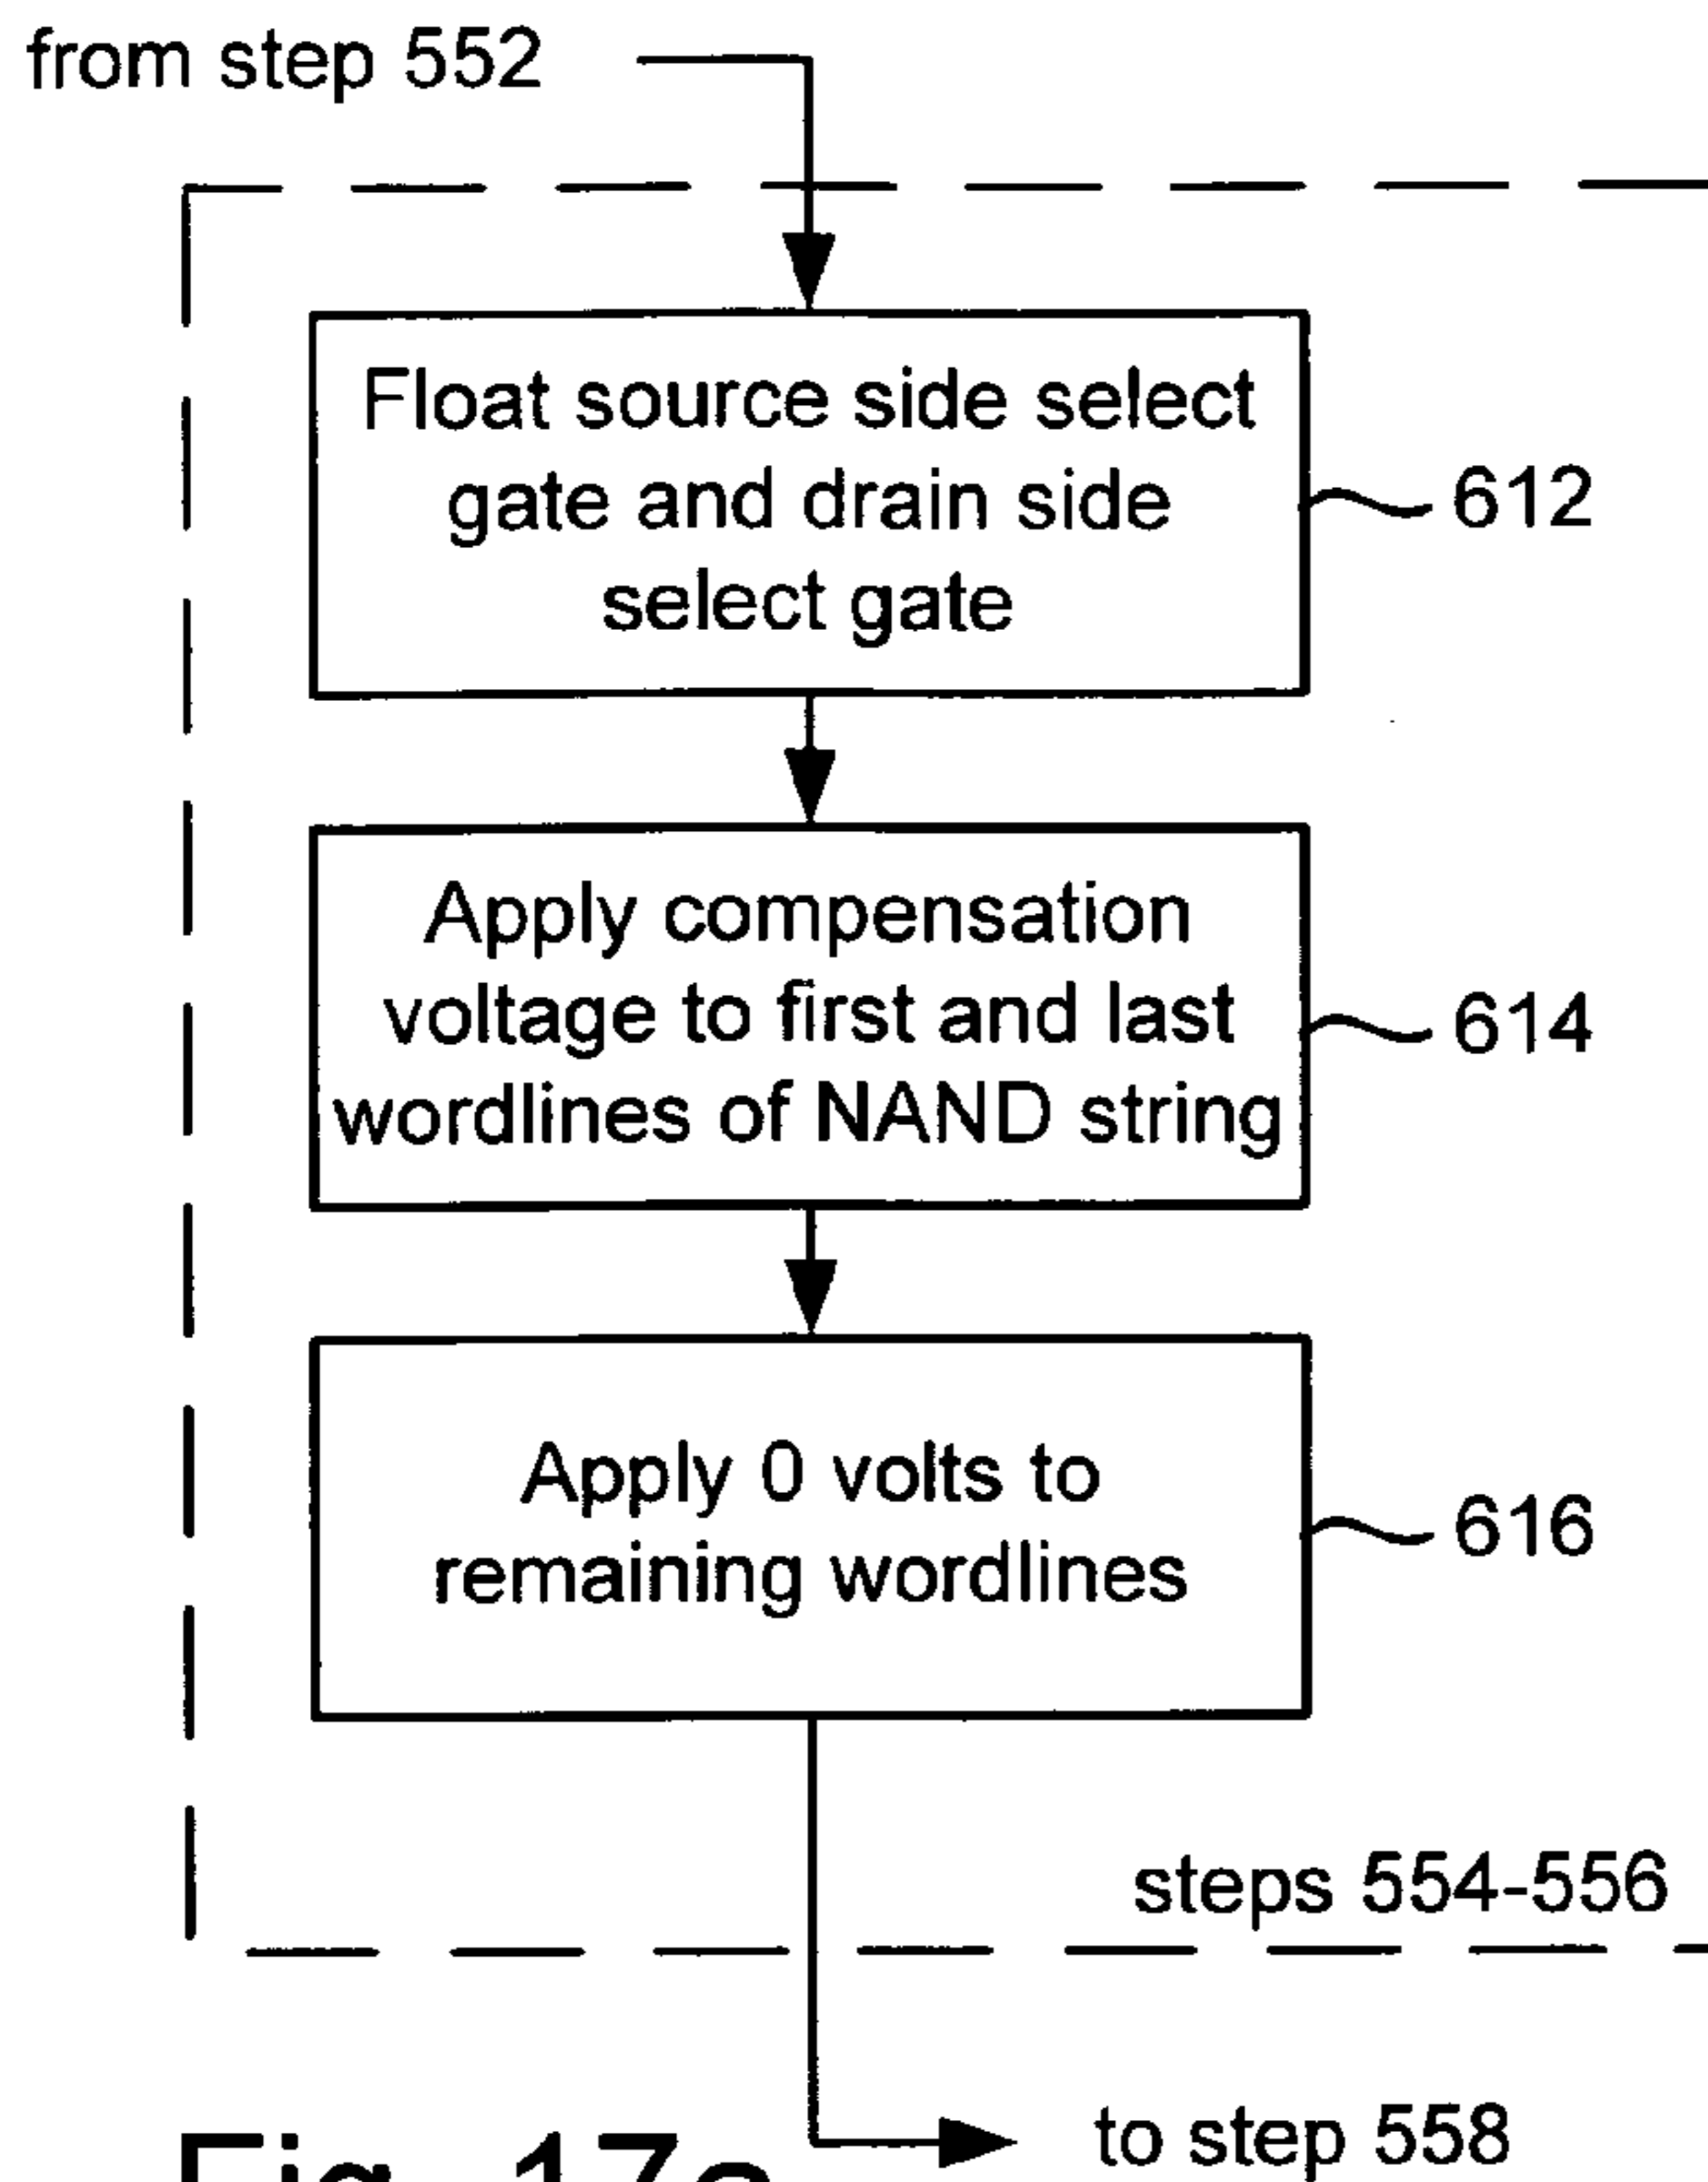 from step 552
Float source side select
gate and drain side
select gate
612
Apply compensation
voltage to first and last
wordlines of NAND string
614
Apply 0 volts to
remaining wordlines
616
steps 554-556
to step 558
Fig. 17